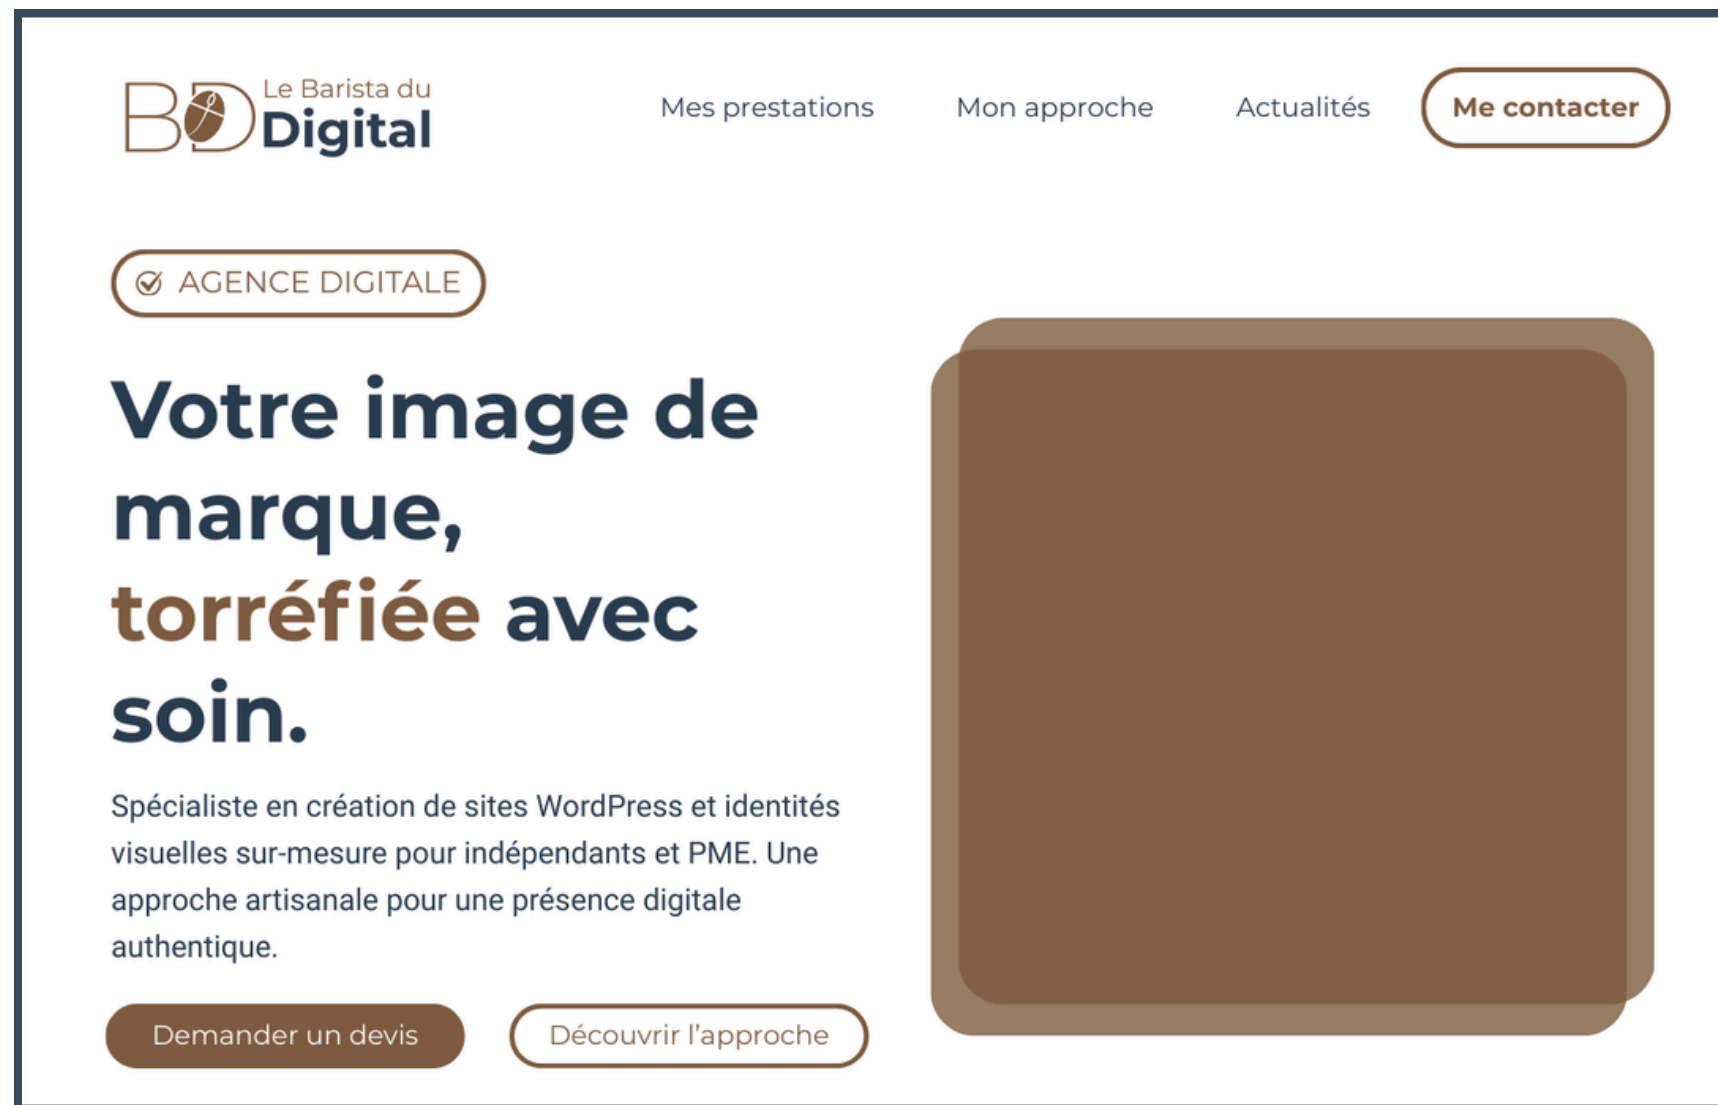 BD
Le Barista du
Digital
Mes prestations
Mon approche
Actualités
Me contacter
AGENCE DIGITALE
Votre image de
marque,
torréfiée avec
soin.
Spécialiste en création de sites WordPress et identités
visuelles sur-mesure pour indépendants et PME. Une
approche artisanale pour une présence digitale
authentique.
Demander un devis
Découvrir l’approche